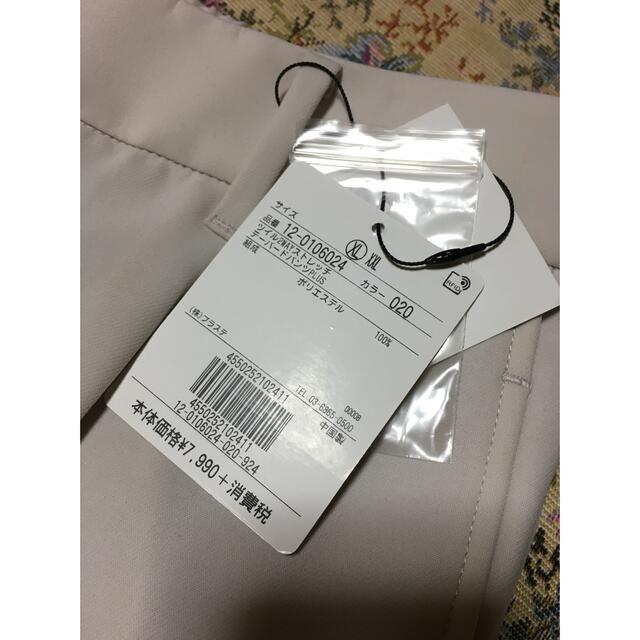 サイズ
XL XXL
品番 12-0106024 カラー 020
ツイル2WAYストレッチ
テーパードパンツPLUS
組成 ポリエステル 100%
(株)プラステ
4550252102411
00008
TEL 03-6865-0500
中国製
4550252102411
12-0106024-020-924
本体価格¥7,990+消費税
RFID